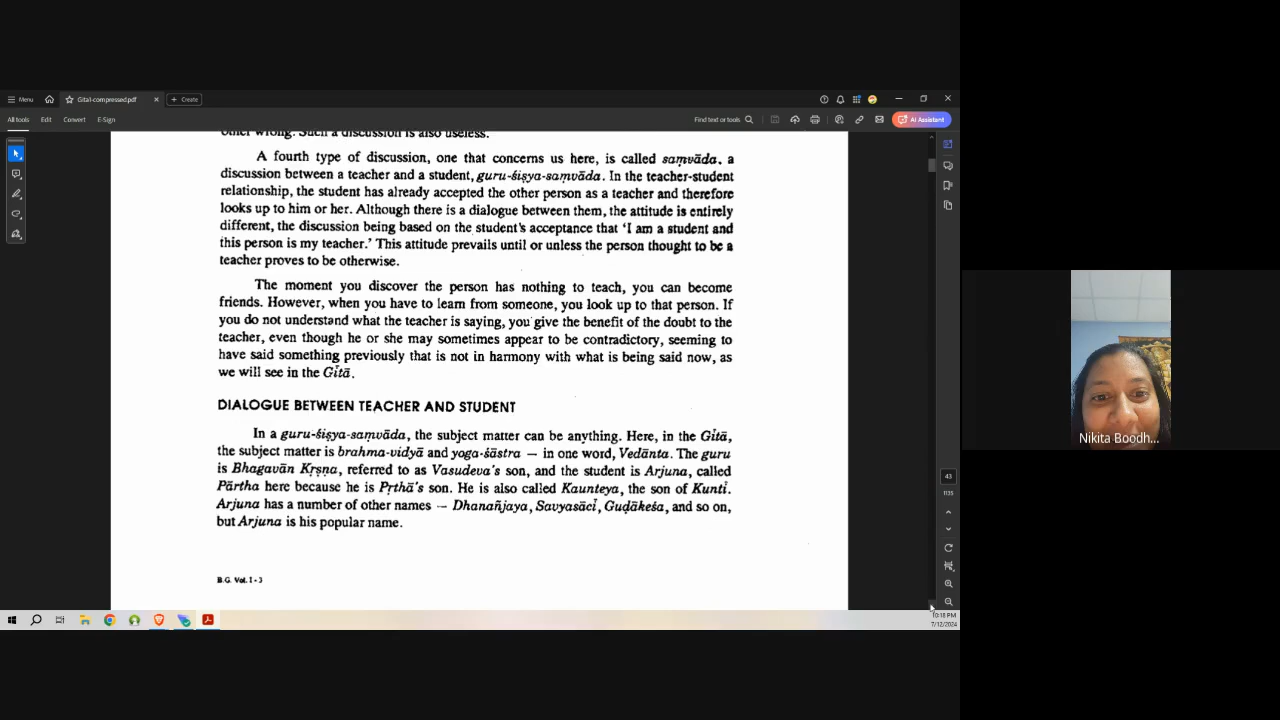 Menu
Gita1-compressed.pdf
Create
All tools
Edit
Convert
E-Sign
Find text or tools
AI Assistant
other wrong. Such a discussion is also useless.
A fourth type of discussion, one that concerns us here, is called saṃvāda, a
discussion between a teacher and a student, guru-śiṣya-saṃvāda. In the teacher-student
relationship, the student has already accepted the other person as a teacher and therefore
looks up to him or her. Although there is a dialogue between them, the attitude is entirely
different, the discussion being based on the student's acceptance that 'I am a student and
this person is my teacher.' This attitude prevails until or unless the person thought to be a
teacher proves to be otherwise.
The moment you discover the person has nothing to teach, you can become
friends. However, when you have to learn from someone, you look up to that person. If
you do not understand what the teacher is saying, you give the benefit of the doubt to the
teacher, even though he or she may sometimes appear to be contradictory, seeming to
have said something previously that is not in harmony with what is being said now, as
we will see in the Gītā.
DIALOGUE BETWEEN TEACHER AND STUDENT
In a guru-śiṣya-saṃvāda, the subject matter can be anything. Here, in the Gītā,
the subject matter is brahma-vidyā and yoga-śāstra – in one word, Vedānta. The guru
is Bhagavān Kṛṣṇa, referred to as Vasudeva's son, and the student is Arjuna, called
Pārtha here because he is Pṛthā's son. He is also called Kaunteya, the son of Kuntī.
Arjuna has a number of other names – Dhanañjaya, Savyasācī, Guḍākeśa, and so on,
but Arjuna is his popular name.
B.G. Vol. 1 - 3
43
1135
10:18 PM
7/12/2024
Nikita Boodh...